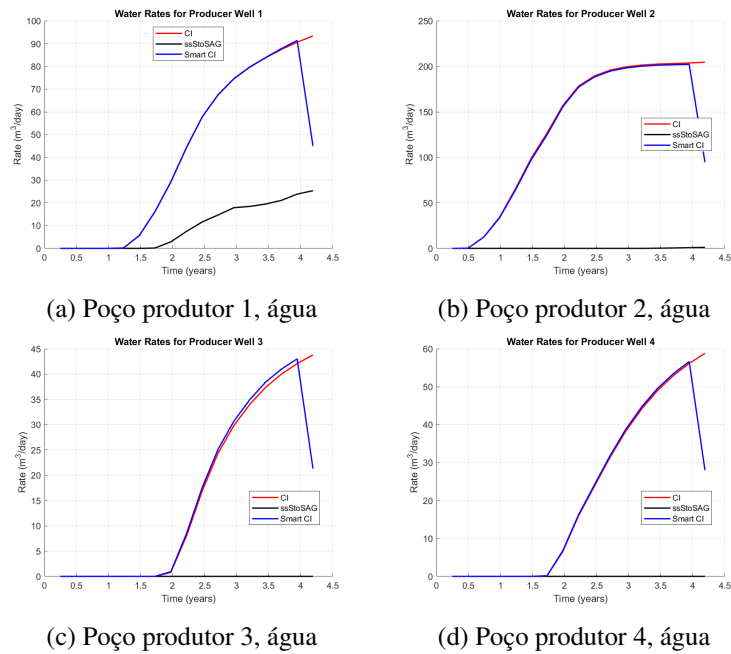 Water Rates for Producer Well 1
Rate (m³/day)
100
90
80
70
60
50
40
30
20
10
0
CI
ssStoSAG
Smart CI
0 0.5 1 1.5 2 2.5 3 3.5 4 4.5
Time (years)
(a) Poço produtor 1, água
Water Rates for Producer Well 2
Rate (m³/day)
250
200
150
100
50
0
CI
ssStoSAG
Smart CI
0 0.5 1 1.5 2 2.5 3 3.5 4 4.5
Time (years)
(b) Poço produtor 2, água
Water Rates for Producer Well 3
Rate (m³/day)
45
40
35
30
25
20
15
10
5
0
CI
ssStoSAG
Smart CI
0 0.5 1 1.5 2 2.5 3 3.5 4 4.5
Time (years)
(c) Poço produtor 3, água
Water Rates for Producer Well 4
Rate (m³/day)
60
50
40
30
20
10
0
CI
ssStoSAG
Smart CI
0 0.5 1 1.5 2 2.5 3 3.5 4 4.5
Time (years)
(d) Poço produtor 4, água